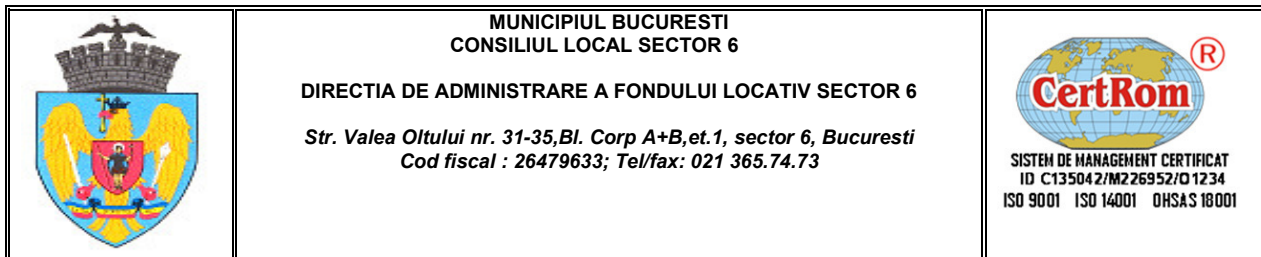 MUNICIPIUL BUCURESTI
CONSILIUL LOCAL SECTOR 6
DIRECTIA DE ADMINISTRARE A FONDULUI LOCATIV SECTOR 6
Str. Valea Oltului nr. 31-35,Bl. Corp A+B,et.1, sector 6, Bucuresti
Cod fiscal : 26479633; Tel/fax: 021 365.74.73
®
CertRom
SISTEM DE MANAGEMENT CERTIFICAT
ID C135042/M226952/O1234
ISO 9001 ISO 14001 OHSAS 18001